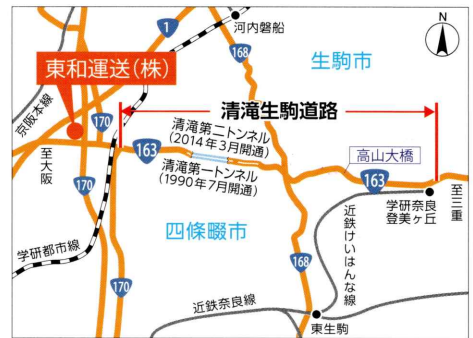 N
1
河内磐船
168
生駒市
東和運送(株)
京阪本線
170
清滝生駒道路
清滝第二トンネル
(2014年3月開通)
163
清滝第一トンネル
(1990年7月開通)
高山大橋
163
至大阪
至三重
170
学研奈良
登美ヶ丘
四條畷市
近鉄けいはんな線
学研都市線
168
170
近鉄奈良線
東生駒